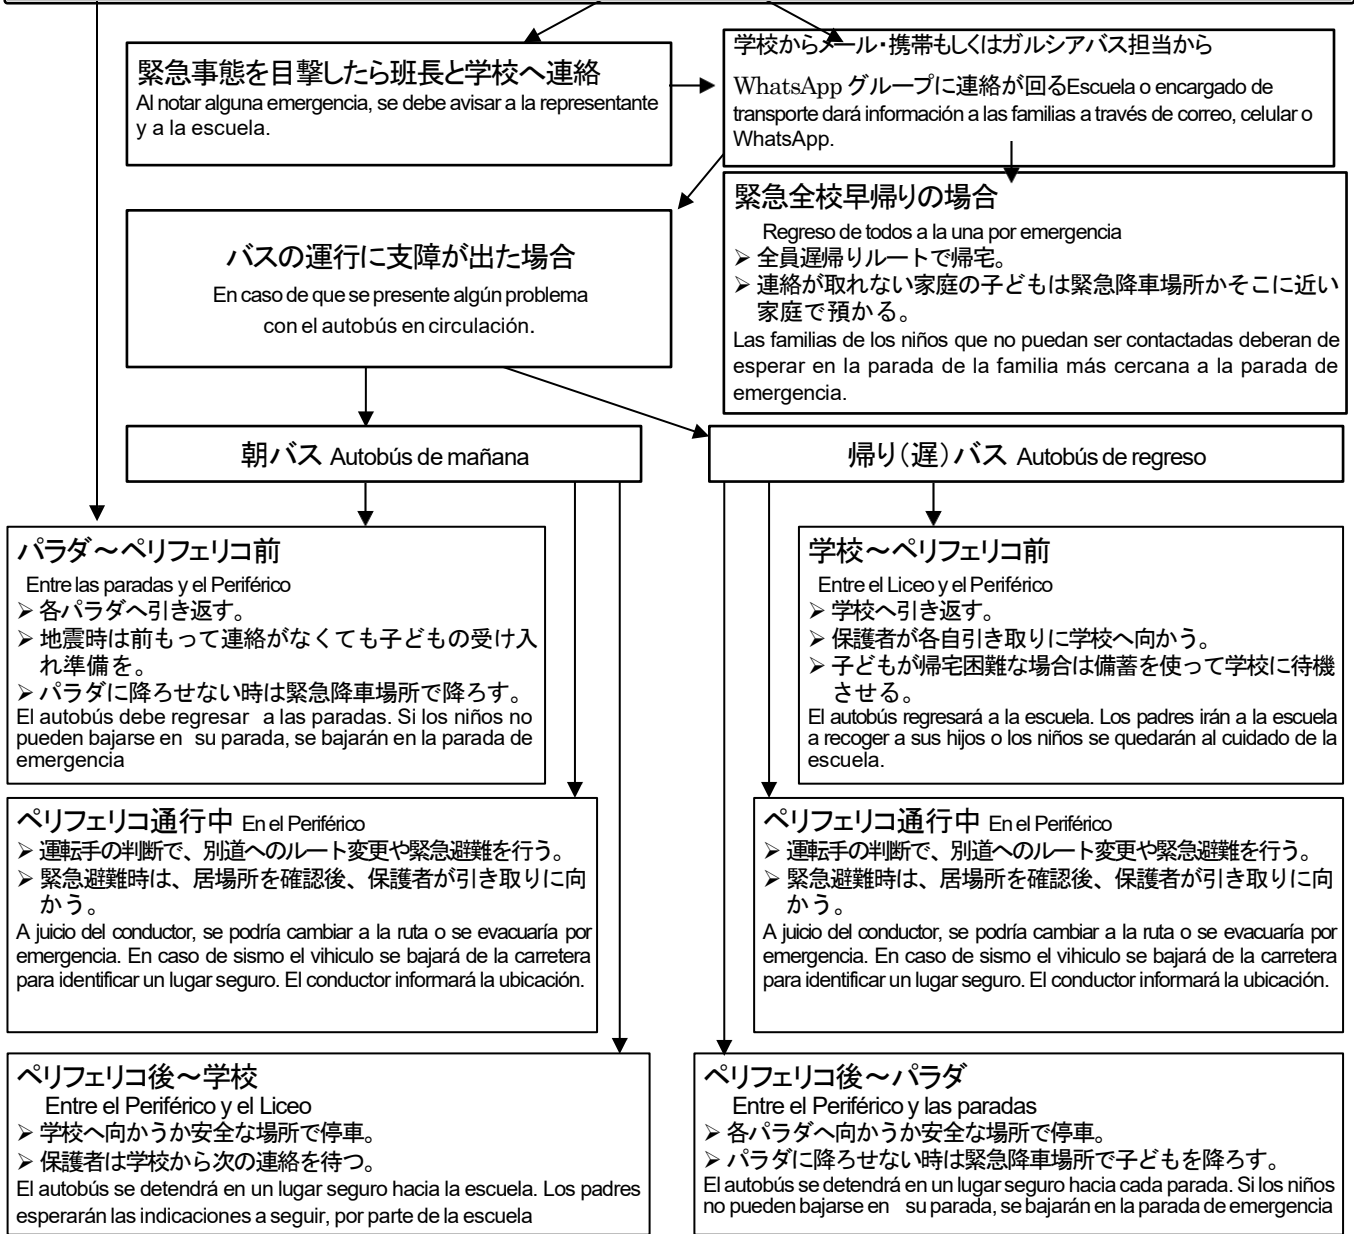 緊急事態を目撃したら班長と学校へ連絡
Al notar alguna emergencia, se debe avisar a la representante
y a la escuela.
学校からメール・携帯もしくはガルシアバス担当から
WhatsApp グループに連絡が回るEscuela o encargado de
transporte dará información a las familias a través de correo, celular o
WhatsApp.
緊急全校早帰りの場合
Regreso de todos a la una por emergencia
➢ 全員遅帰りルートで帰宅。
➢ 連絡が取れない家庭の子どもは緊急降車場所かそこに近い
家庭で預かる。
Las familias de los niños que no puedan ser contactadas deberan de
esperar en la parada de la familia más cercana a la parada de
emergencia.
バスの運行に支障が出た場合
En caso de que se presente algún problema
con el autobús en circulación.
朝バス Autobús de mañana
帰り(遅)バス Autobús de regreso
パラダ～ペリフェリコ前
Entre las paradas y el Periférico
➢ 各パラダへ引き返す。
➢ 地震時は前もって連絡がなくても子どもの受け入
れ準備を。
➢ パラダに降ろせない時は緊急降車場所で降ろす。
El autobús debe regresar a las paradas. Si los niños no
pueden bajarse en su parada, se bajarán en la parada de
emergencia
学校～ペリフェリコ前
Entre el Liceo y el Periférico
➢ 学校へ引き返す。
➢ 保護者が各自引き取りに学校へ向かう。
➢ 子どもが帰宅困難な場合は備蓄を使って学校に待機
させる。
El autobús regresará a la escuela. Los padres irán a la escuela
a recoger a sus hijos o los niños se quedarán al cuidado de la
escuela.
ペリフェリコ通行中 En el Periférico
➢ 運転手の判断で、別道へのルート変更や緊急避難を行う。
➢ 緊急避難時は、居場所を確認後、保護者が引き取りに向
かう。
A juicio del conductor, se podría cambiar a la ruta o se evacuaría por
emergencia. En caso de sismo el vihiculo se bajará de la carretera
para identificar un lugar seguro. El conductor informará la ubicación.
ペリフェリコ通行中 En el Periférico
➢ 運転手の判断で、別道へのルート変更や緊急避難を行う。
➢ 緊急避難時は、居場所を確認後、保護者が引き取りに向
かう。
A juicio del conductor, se podría cambiar a la ruta o se evacuaría por
emergencia. En caso de sismo el vihiculo se bajará de la carretera
para identificar un lugar seguro. El conductor informará la ubicación.
ペリフェリコ後～学校
Entre el Periférico y el Liceo
➢ 学校へ向かうか安全な場所で停車。
➢ 保護者は学校から次の連絡を待つ。
El autobús se detendrá en un lugar seguro hacia la escuela. Los padres
esperarán las indicaciones a seguir, por parte de la escuela
ペリフェリコ後～パラダ
Entre el Periférico y las paradas
➢ 各パラダへ向かうか安全な場所で停車。
➢ パラダに降ろせない時は緊急降車場所で子どもを降ろす。
El autobús se detendrá en un lugar seguro hacia cada parada. Si los niños
no pueden bajarse en su parada, se bajarán en la parada de emergencia